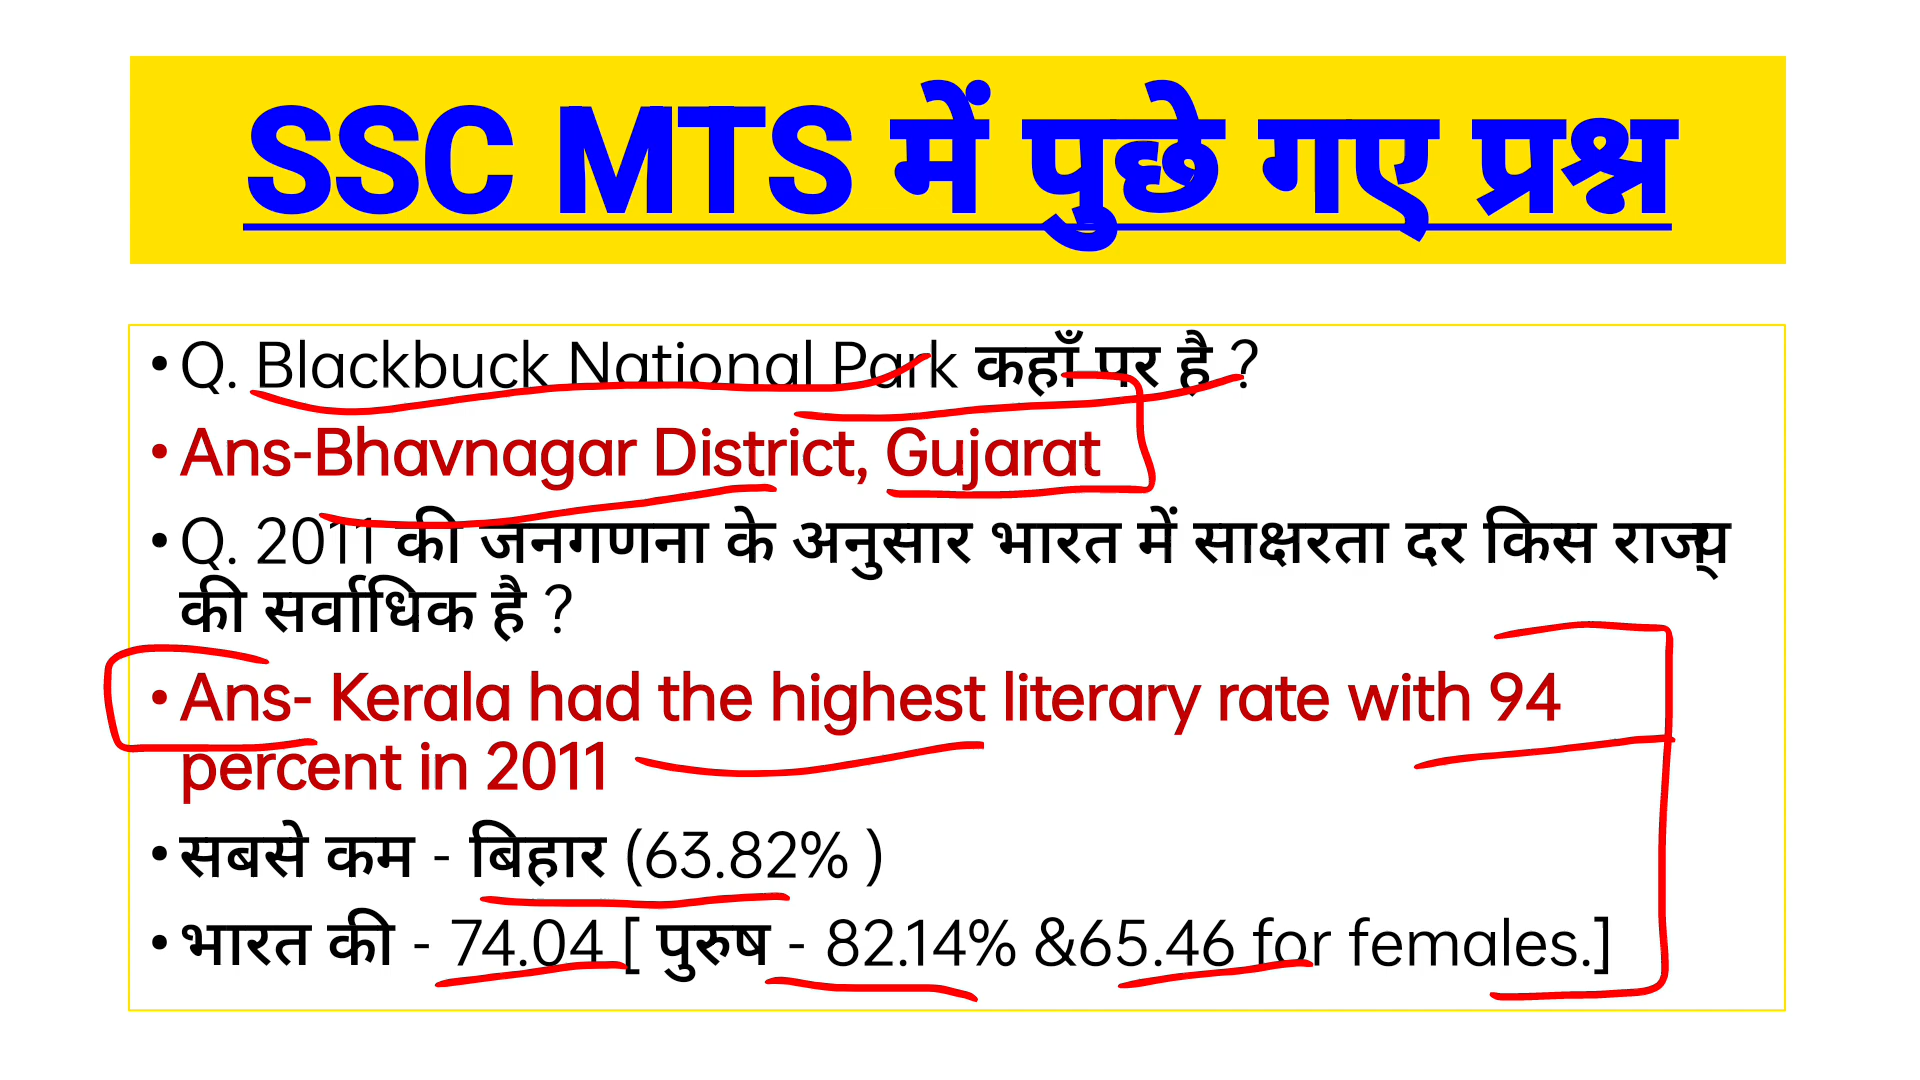 SSC MTS में पुछे गए प्रश्न
• Q. Blackbuck National Park कहाँ पर है ?
• Ans-Bhavnagar District, Gujarat
• Q. 2011 की जनगणना के अनुसार भारत में साक्षरता दर किस राज्य्
की सर्वाधिक है ?
• Ans- Kerala had the highest literary rate with 94
percent in 2011
• सबसे कम - बिहार (63.82% )
• भारत की - 74.04 [ पुरुष - 82.14% &65.46 for females.]